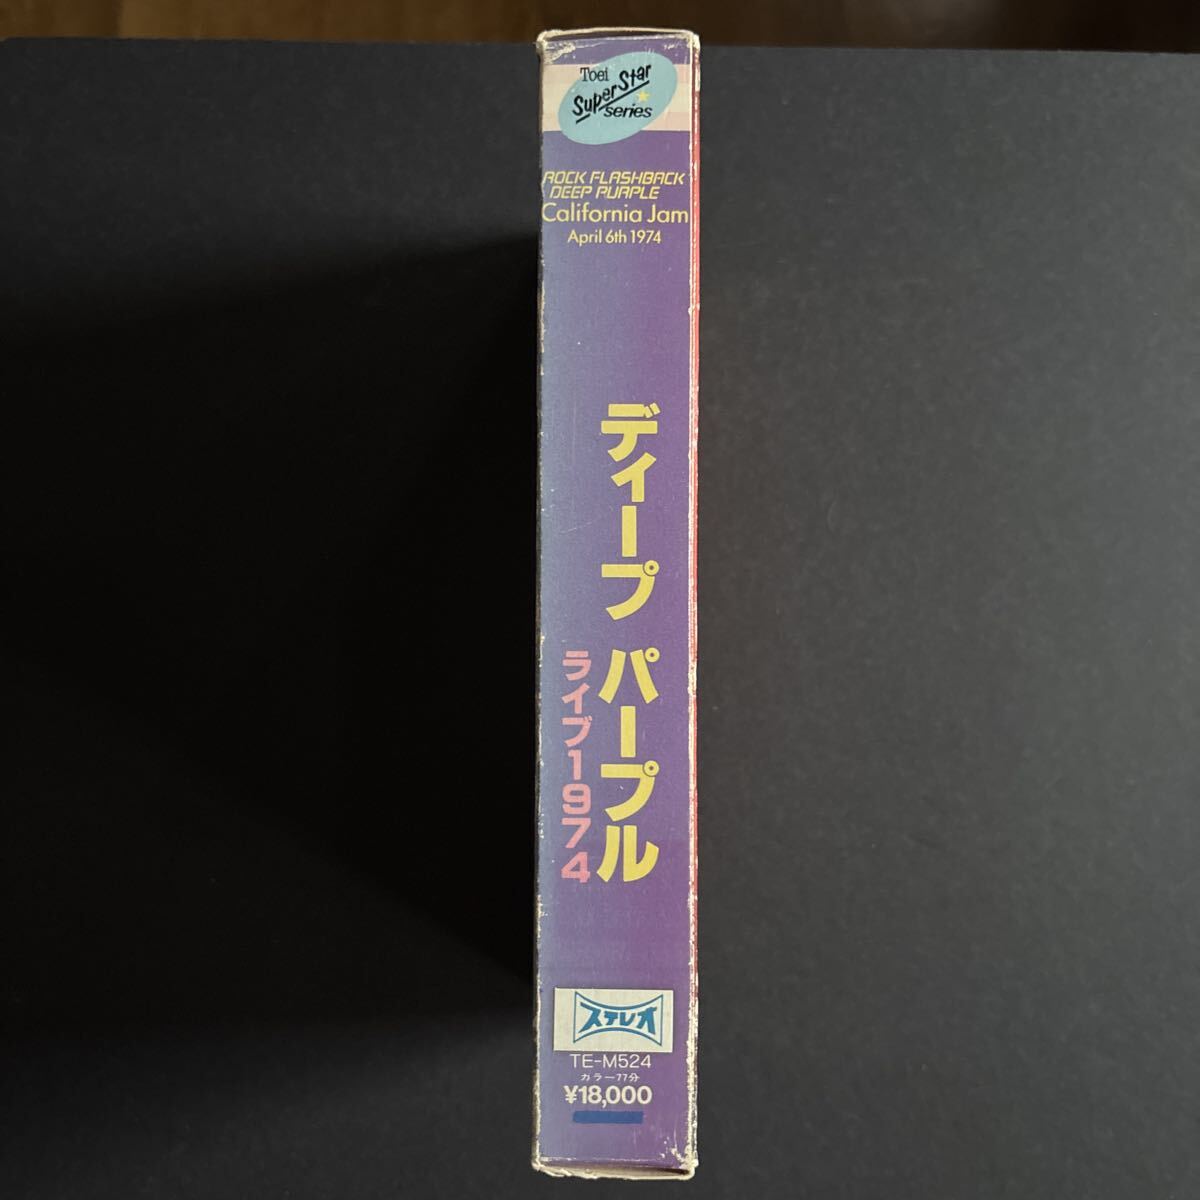 Toei
Super Star
series
ROCK FLASHBACK
DEEP PURPLE
California Jam
April 6th 1974
ディープ パープル
ライブ1974
ステレオ
TE-M524
カラー77分
¥18,000